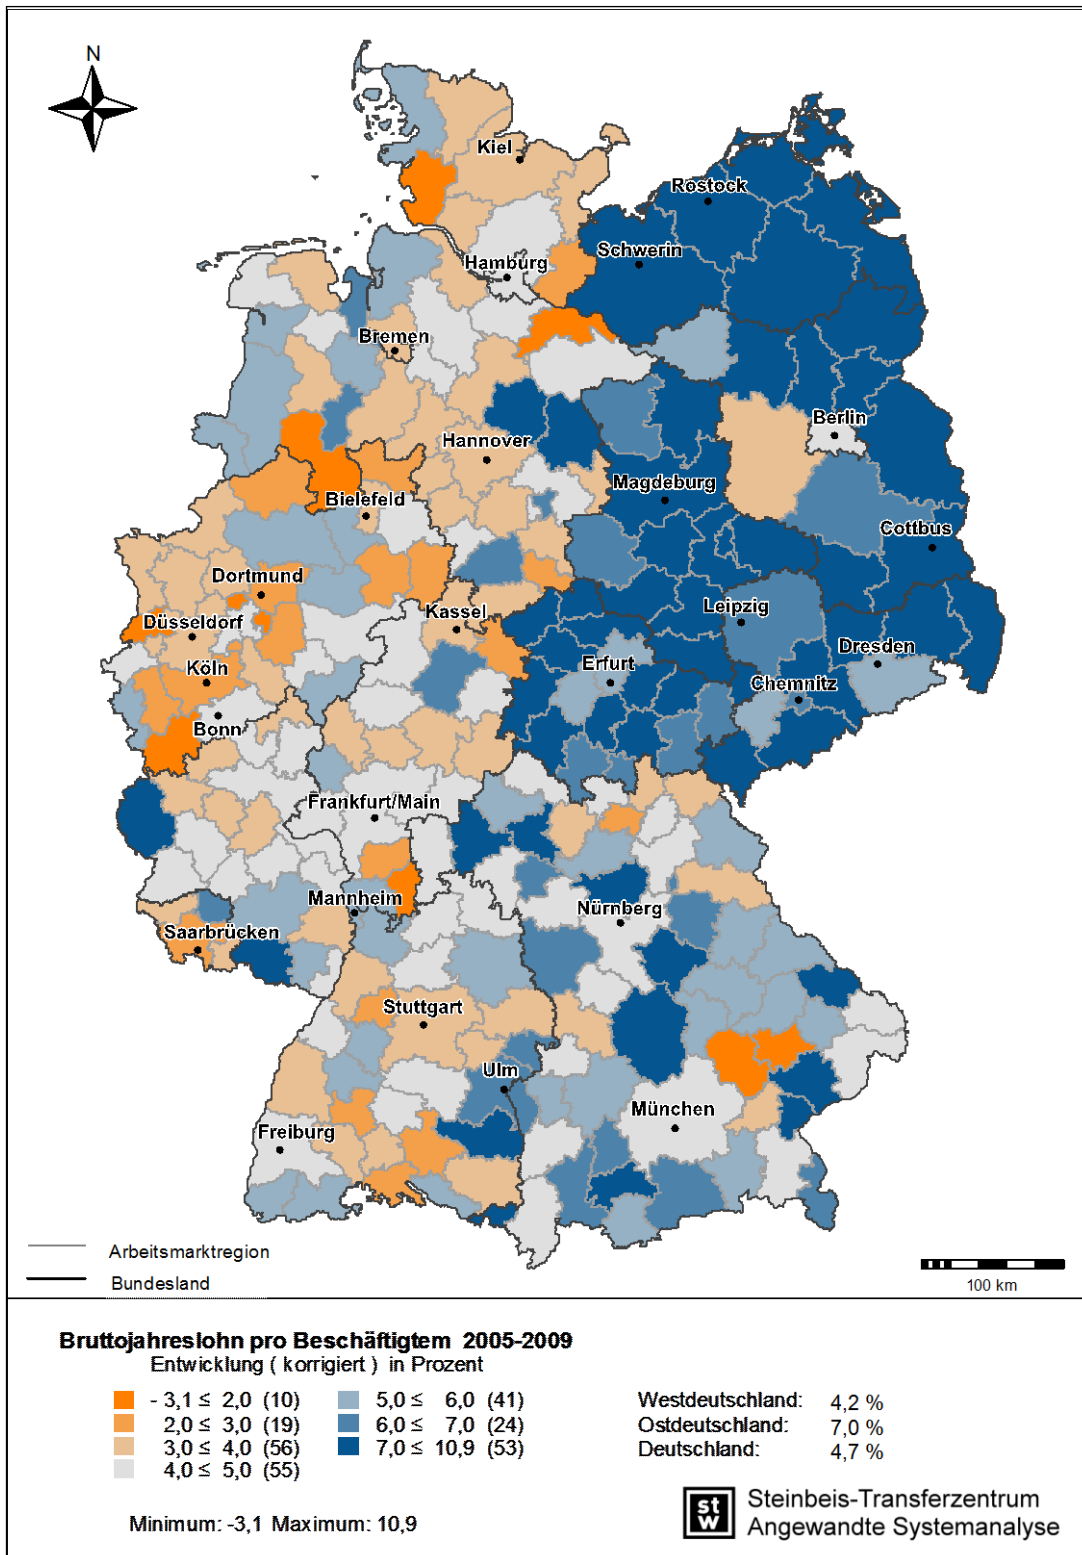 N
Kiel
Rostock
Schwerin
Hamburg
Bremen
Berlin
Hannover
Magdeburg
Bielefeld
Cottbus
Dortmund
Leipzig
Kassel
Düsseldorf
Dresden
Erfurt
Köln
Chemnitz
Bonn
Frankfurt/Main
Mannheim
Nürnberg
Saarbrücken
Stuttgart
Ulm
München
Freiburg
Arbeitsmarktregion
Bundesland
100 km
Bruttojahreslohn pro Beschäftigtem 2005-2009
Entwicklung ( korrigiert ) in Prozent
- 3,1 ≤ 2,0 (10)
2,0 ≤ 3,0 (19)
3,0 ≤ 4,0 (56)
4,0 ≤ 5,0 (55)
5,0 ≤ 6,0 (41)
6,0 ≤ 7,0 (24)
7,0 ≤ 10,9 (53)
Westdeutschland: 4,2 %
Ostdeutschland: 7,0 %
Deutschland: 4,7 %
Minimum: -3,1 Maximum: 10,9
st
w
Steinbeis-Transferzentrum
Angewandte Systemanalyse